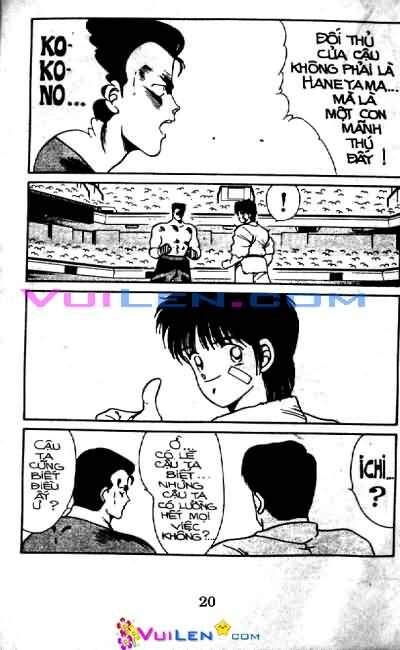 KO-
KO-
NO...
ĐỐI THỦ
CỦA CẬU
KHÔNG PHẢI LÀ
HANEYAMA...
MÀ LÀ
MỘT CON
MÃNH
THÚ
ĐẤY !
!
VUILEN.COM
CẬU
TA
CŨNG
BIẾT
ĐIỀU
ẤY
Ư ?
Ơ...
CÓ LẼ
CẬU TA
BIẾT...
NHƯNG
CẬU TA
CÓ LƯỜNG
HẾT MỌI
VIỆC
KHÔNG?...
ICHI...
?
20
VUILEN.com